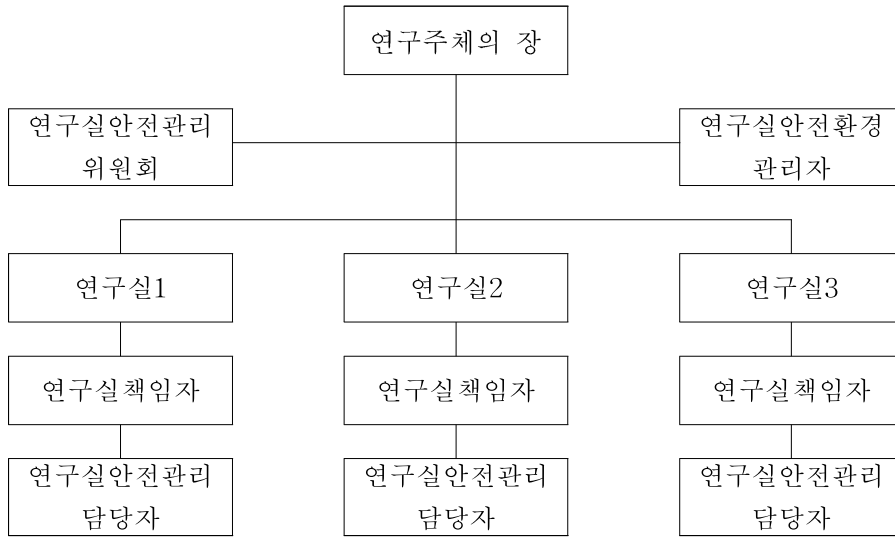 연구주체의 장
연구실안전관리
위원회
연구실안전환경
관리자
연구실1
연구실2
연구실3
연구실책임자
연구실책임자
연구실책임자
연구실안전관리
담당자
연구실안전관리
담당자
연구실안전관리
담당자